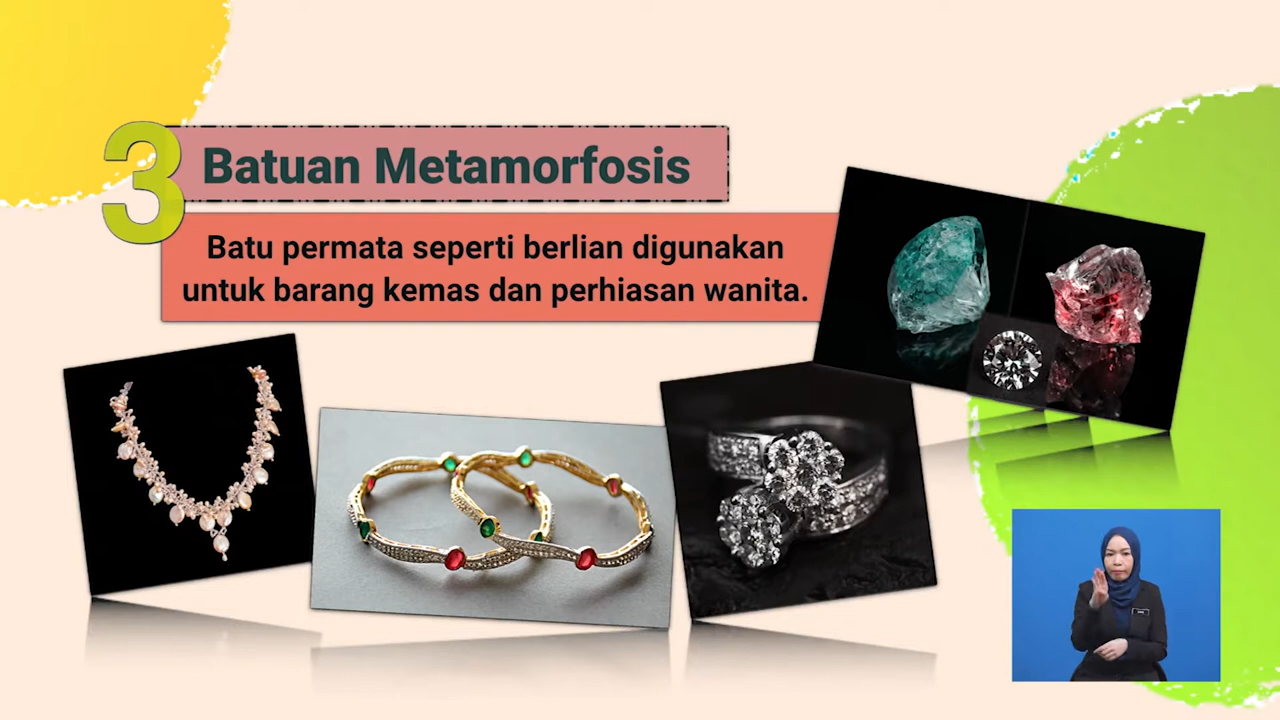 3
Batuan Metamorfosis
Batu permata seperti berlian digunakan
untuk barang kemas dan perhiasan wanita.